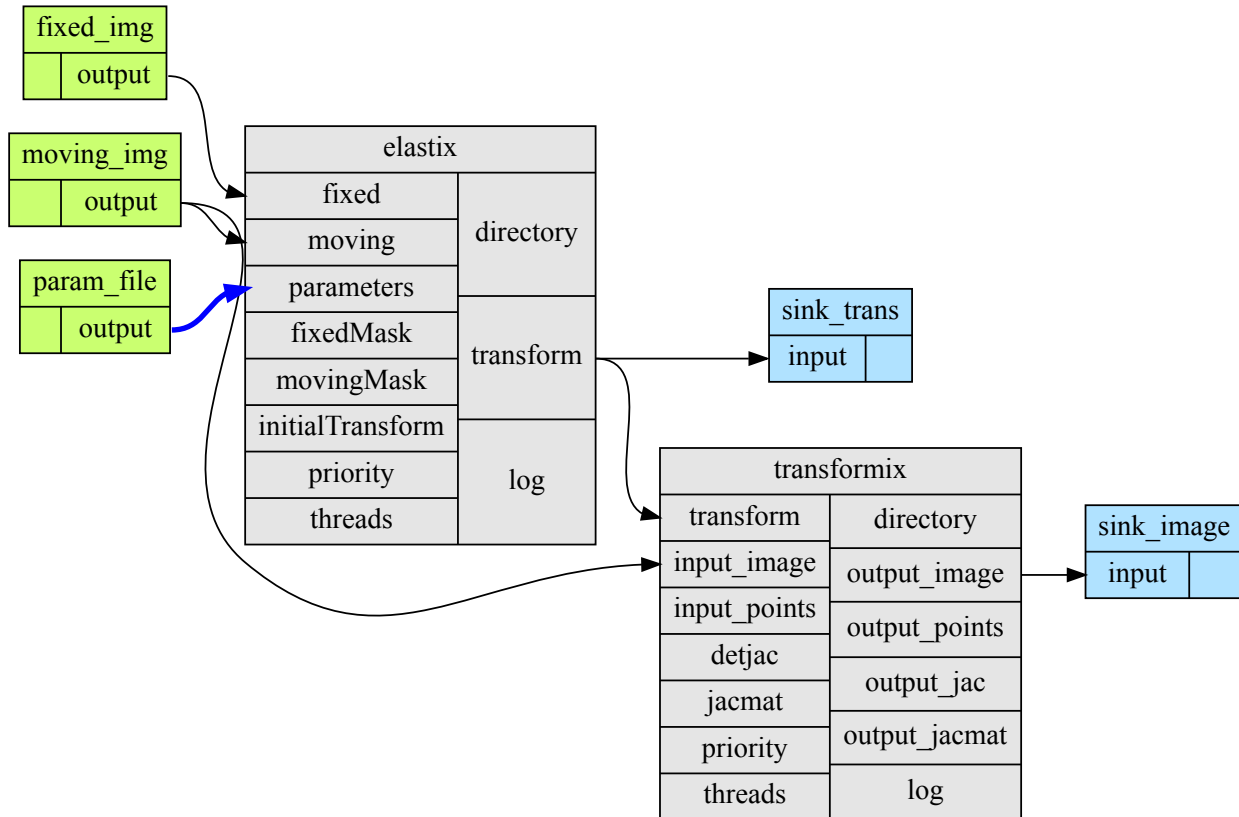 fixed_img
output
moving_img
output
param_file
output
elastix
fixed
moving
parameters
fixedMask
movingMask
initialTransform
priority
threads
directory
transform
log
sink_trans
input
transformix
transform
input_image
input_points
detjac
jacmat
priority
threads
directory
output_image
output_points
output_jac
output_jacmat
log
sink_image
input